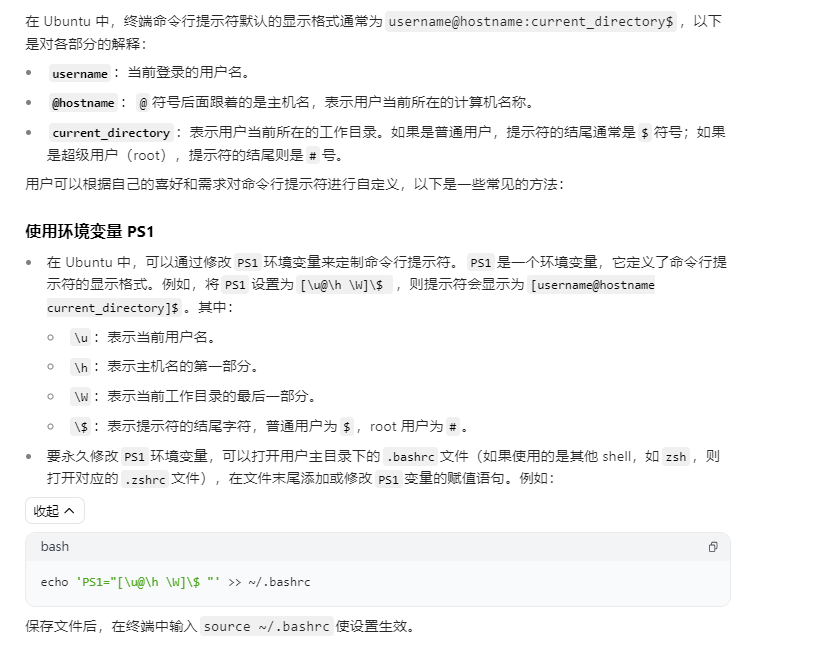 在 Ubuntu 中，终端命令行提示符默认的显示格式通常为 username@hostname:current_directory$ ，以下
是对各部分的解释：
• username ：当前登录的用户名。
• @hostname ： @ 符号后面跟着的是主机名，表示用户当前所在的计算机名称。
• current_directory ：表示用户当前所在的工作目录。如果是普通用户，提示符的结尾通常是 $ 符号；如果
是超级用户（root），提示符的结尾则是 # 号。
用户可以根据自己的喜好和需求对命令行提示符进行自定义，以下是一些常见的方法：
使用环境变量 PS1
• 在 Ubuntu 中，可以通过修改 PS1 环境变量来定制命令行提示符。 PS1 是一个环境变量，它定义了命令行提
示符的显示格式。例如，将 PS1 设置为 [\u@\h \W]\$ ，则提示符会显示为 [username@hostname
current_directory]$ 。其中：
○ \u ：表示当前用户名。
○ \h ：表示主机名的第一部分。
○ \W ：表示当前工作目录的最后一部分。
○ \$ ：表示提示符的结尾字符，普通用户为 $ ，root 用户为 # 。
• 要永久修改 PS1 环境变量，可以打开用户主目录下的 .bashrc 文件（如果使用的是其他 shell，如 zsh ，则
打开对应的 .zshrc 文件），在文件末尾添加或修改 PS1 变量的赋值语句。例如：
收起
bash
echo 'PS1="[\u@\h \W]\$ "' >> ~/.bashrc
保存文件后，在终端中输入 source ~/.bashrc 使设置生效。